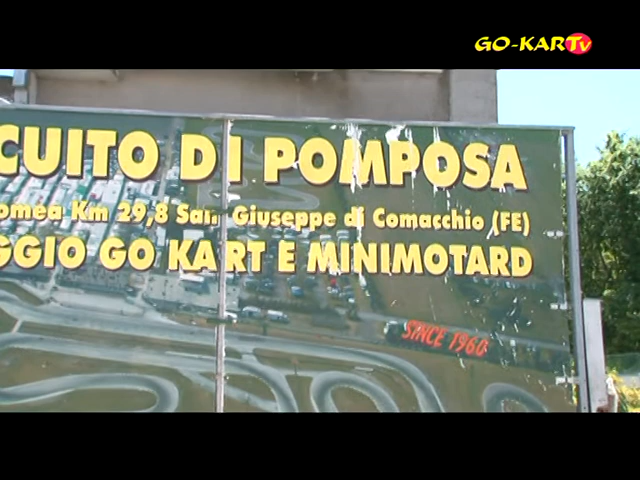 GO-KARTv
CUITO DI POMPOSA
omea Km 29,8 San Giuseppe di Comacchio (FE)
GGIO GO KART E MINIMOTARD
SINCE 1960